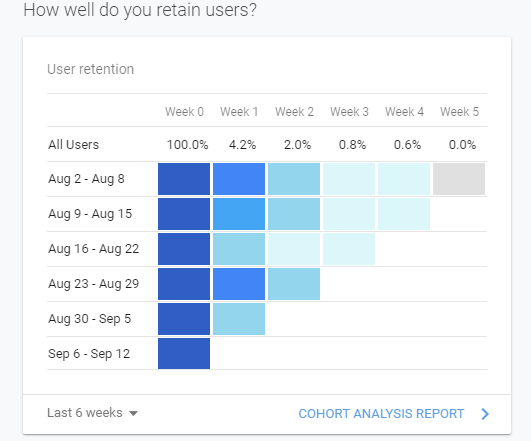 How well do you retain users?
User retention
Week 0 Week 1 Week 2 Week 3 Week 4 Week 5
All Users 100.0% 4.2% 2.0% 0.8% 0.6% 0.0%
Aug 2 - Aug 8
Aug 9 - Aug 15
Aug 16 - Aug 22
Aug 23 - Aug 29
Aug 30 - Sep 5
Sep 6 - Sep 12
Last 6 weeks COHORT ANALYSIS REPORT